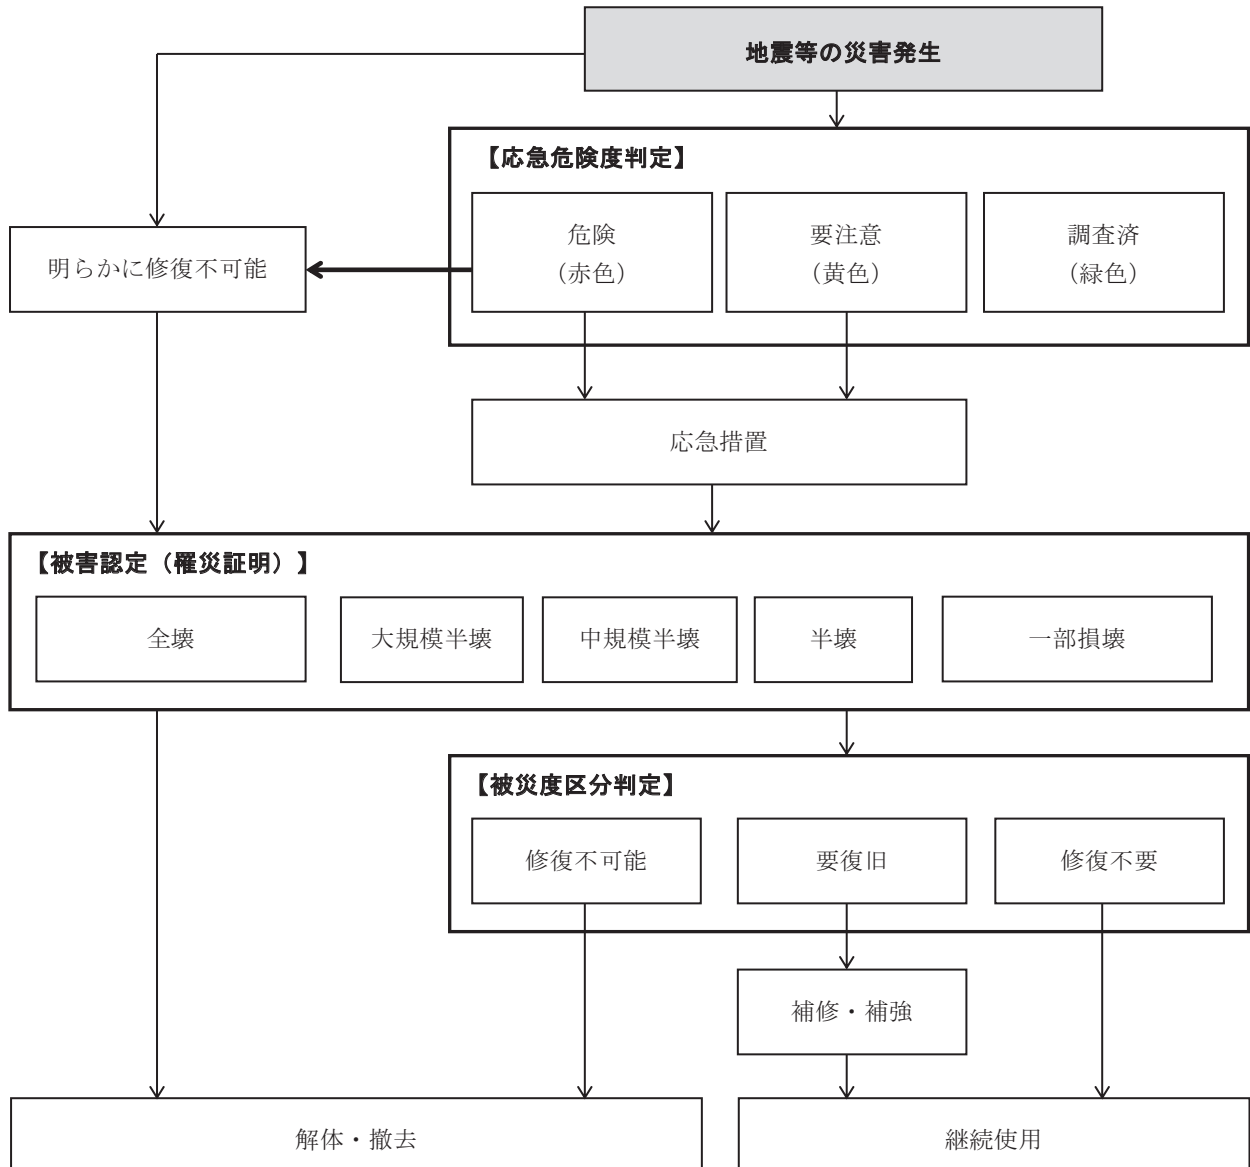 地震等の災害発生
【応急危険度判定】
危険
（赤色）
要注意
（黄色）
調査済
（緑色）
明らかに修復不可能
応急措置
【被害認定（罹災証明）】
全壊
大規模半壊
中規模半壊
半壊
一部損壊
【被災度区分判定】
修復不可能
要復旧
修復不要
補修・補強
解体・撤去
継続使用